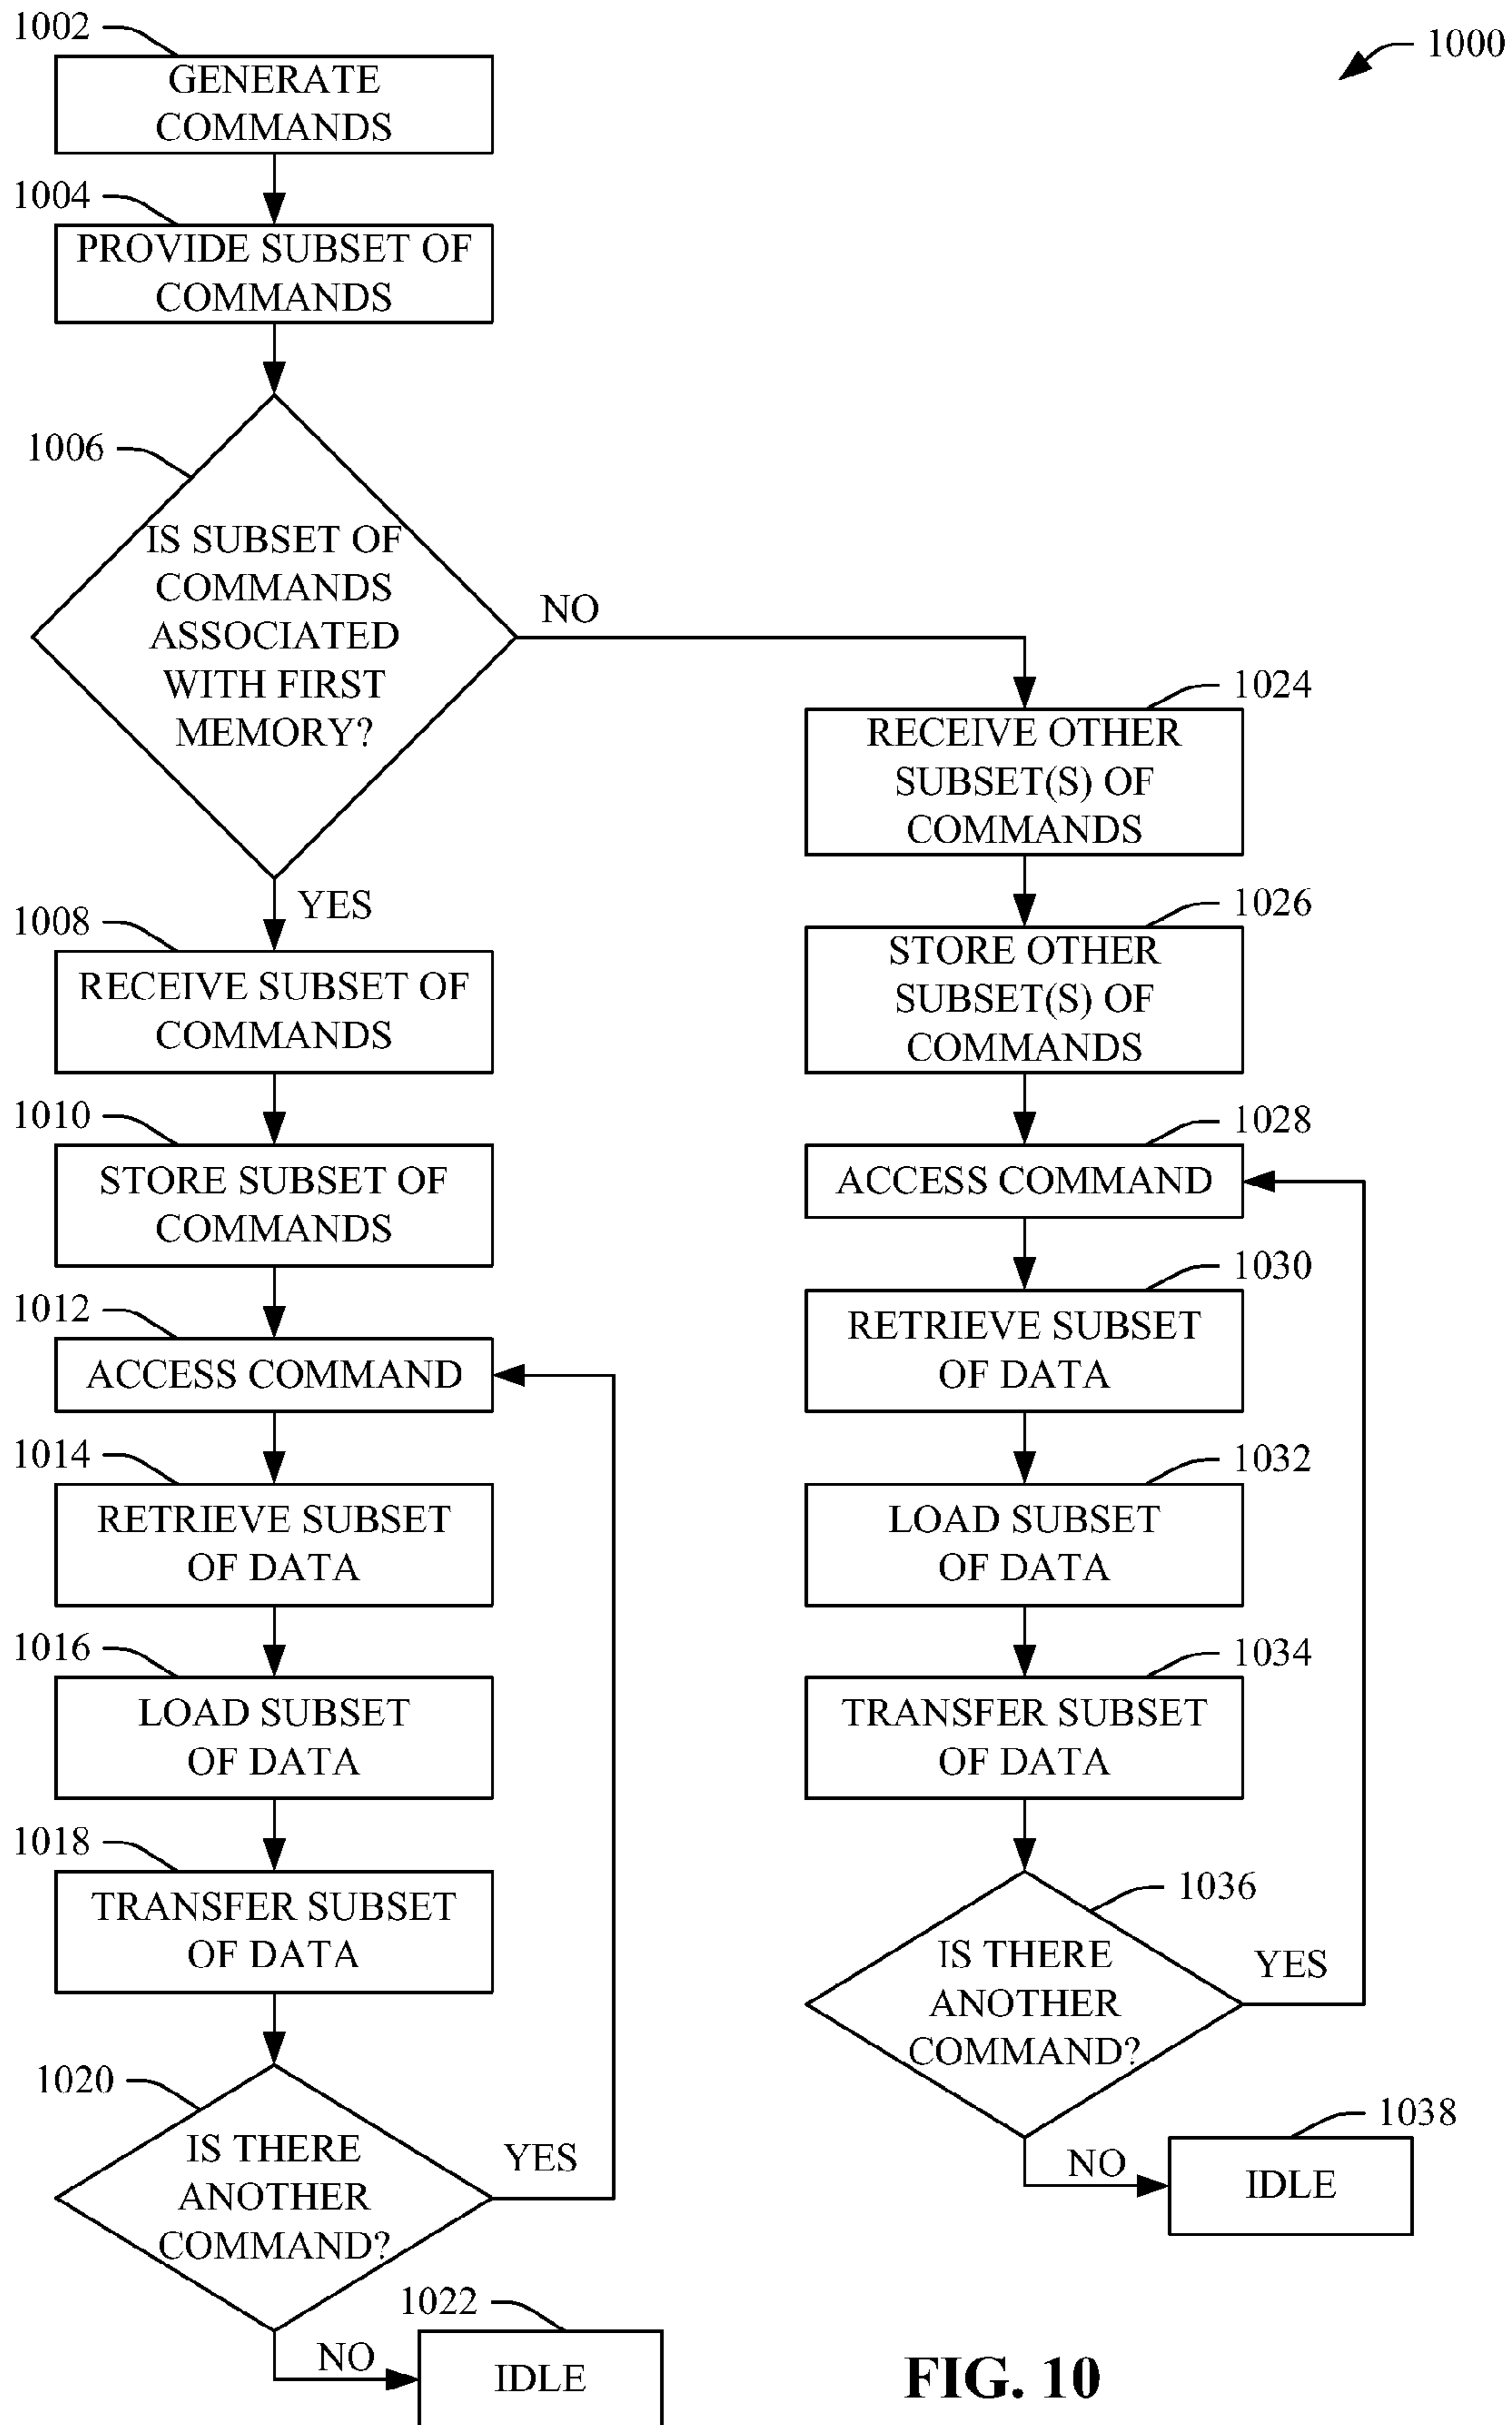 1000
1002
GENERATE
COMMANDS
1004
PROVIDE SUBSET OF
COMMANDS
1006
IS SUBSET OF
COMMANDS
ASSOCIATED
WITH FIRST
MEMORY?
NO
YES
1008
RECEIVE SUBSET OF
COMMANDS
1010
STORE SUBSET OF
COMMANDS
1012
ACCESS COMMAND
1014
RETRIEVE SUBSET
OF DATA
1016
LOAD SUBSET
OF DATA
1018
TRANSFER SUBSET
OF DATA
1020
IS THERE
ANOTHER
COMMAND?
YES
NO
1022
IDLE
1024
RECEIVE OTHER
SUBSET(S) OF
COMMANDS
1026
STORE OTHER
SUBSET(S) OF
COMMANDS
1028
ACCESS COMMAND
1030
RETRIEVE SUBSET
OF DATA
1032
LOAD SUBSET
OF DATA
1034
TRANSFER SUBSET
OF DATA
1036
IS THERE
ANOTHER
COMMAND?
YES
NO
1038
IDLE
FIG. 10